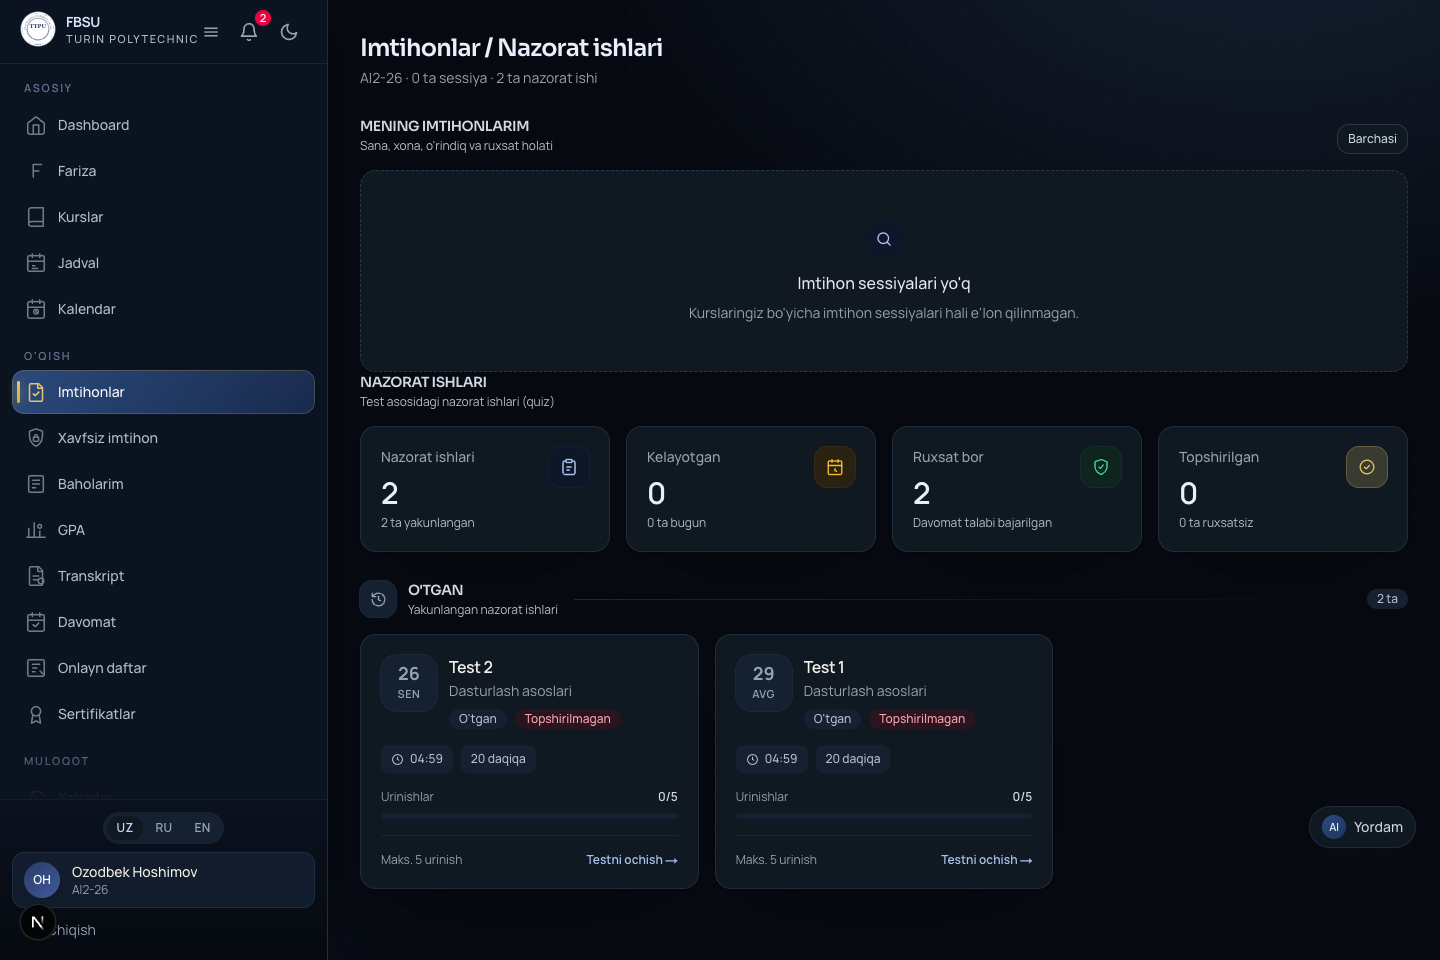 FBSU
TURIN POLYTECHNIC
2
ASOSIY
Dashboard
Fariza
Kurslar
Jadval
Kalendar
O'QISH
Imtihonlar
Xavfsiz imtihon
Baholarim
GPA
Transkript
Davomat
Onlayn daftar
Sertifikatlar
MULOQOT
UZ RU EN
OH
Ozodbek Hoshimov
AI2-26
N
Imtihonlar / Nazorat ishlari
AI2-26 · 0 ta sessiya · 2 ta nazorat ishi
MENING IMTIHONLARIM
Sana, xona, o'rindiq va ruxsat holati
Barchasi
Imtihon sessiyalari yo'q
Kurslaringiz bo'yicha imtihon sessiyalari hali e'lon qilinmagan.
NAZORAT ISHLARI
Test asosidagi nazorat ishlari (quiz)
Nazorat ishlari
2
2 ta yakunlangan
Kelayotgan
0
0 ta bugun
Ruxsat bor
2
Davomat talabi bajarilgan
Topshirilgan
0
0 ta ruxsatsiz
O'TGAN
Yakunlangan nazorat ishlari
2 ta
26
SEN
Test 2
Dasturlash asoslari
O'tgan Topshirilmagan
04:59 20 daqiqa
Urinishlar 0/5
Maks. 5 urinish Testni ochish →
29
AVG
Test 1
Dasturlash asoslari
O'tgan Topshirilmagan
04:59 20 daqiqa
Urinishlar 0/5
Maks. 5 urinish Testni ochish →
AI Yordam